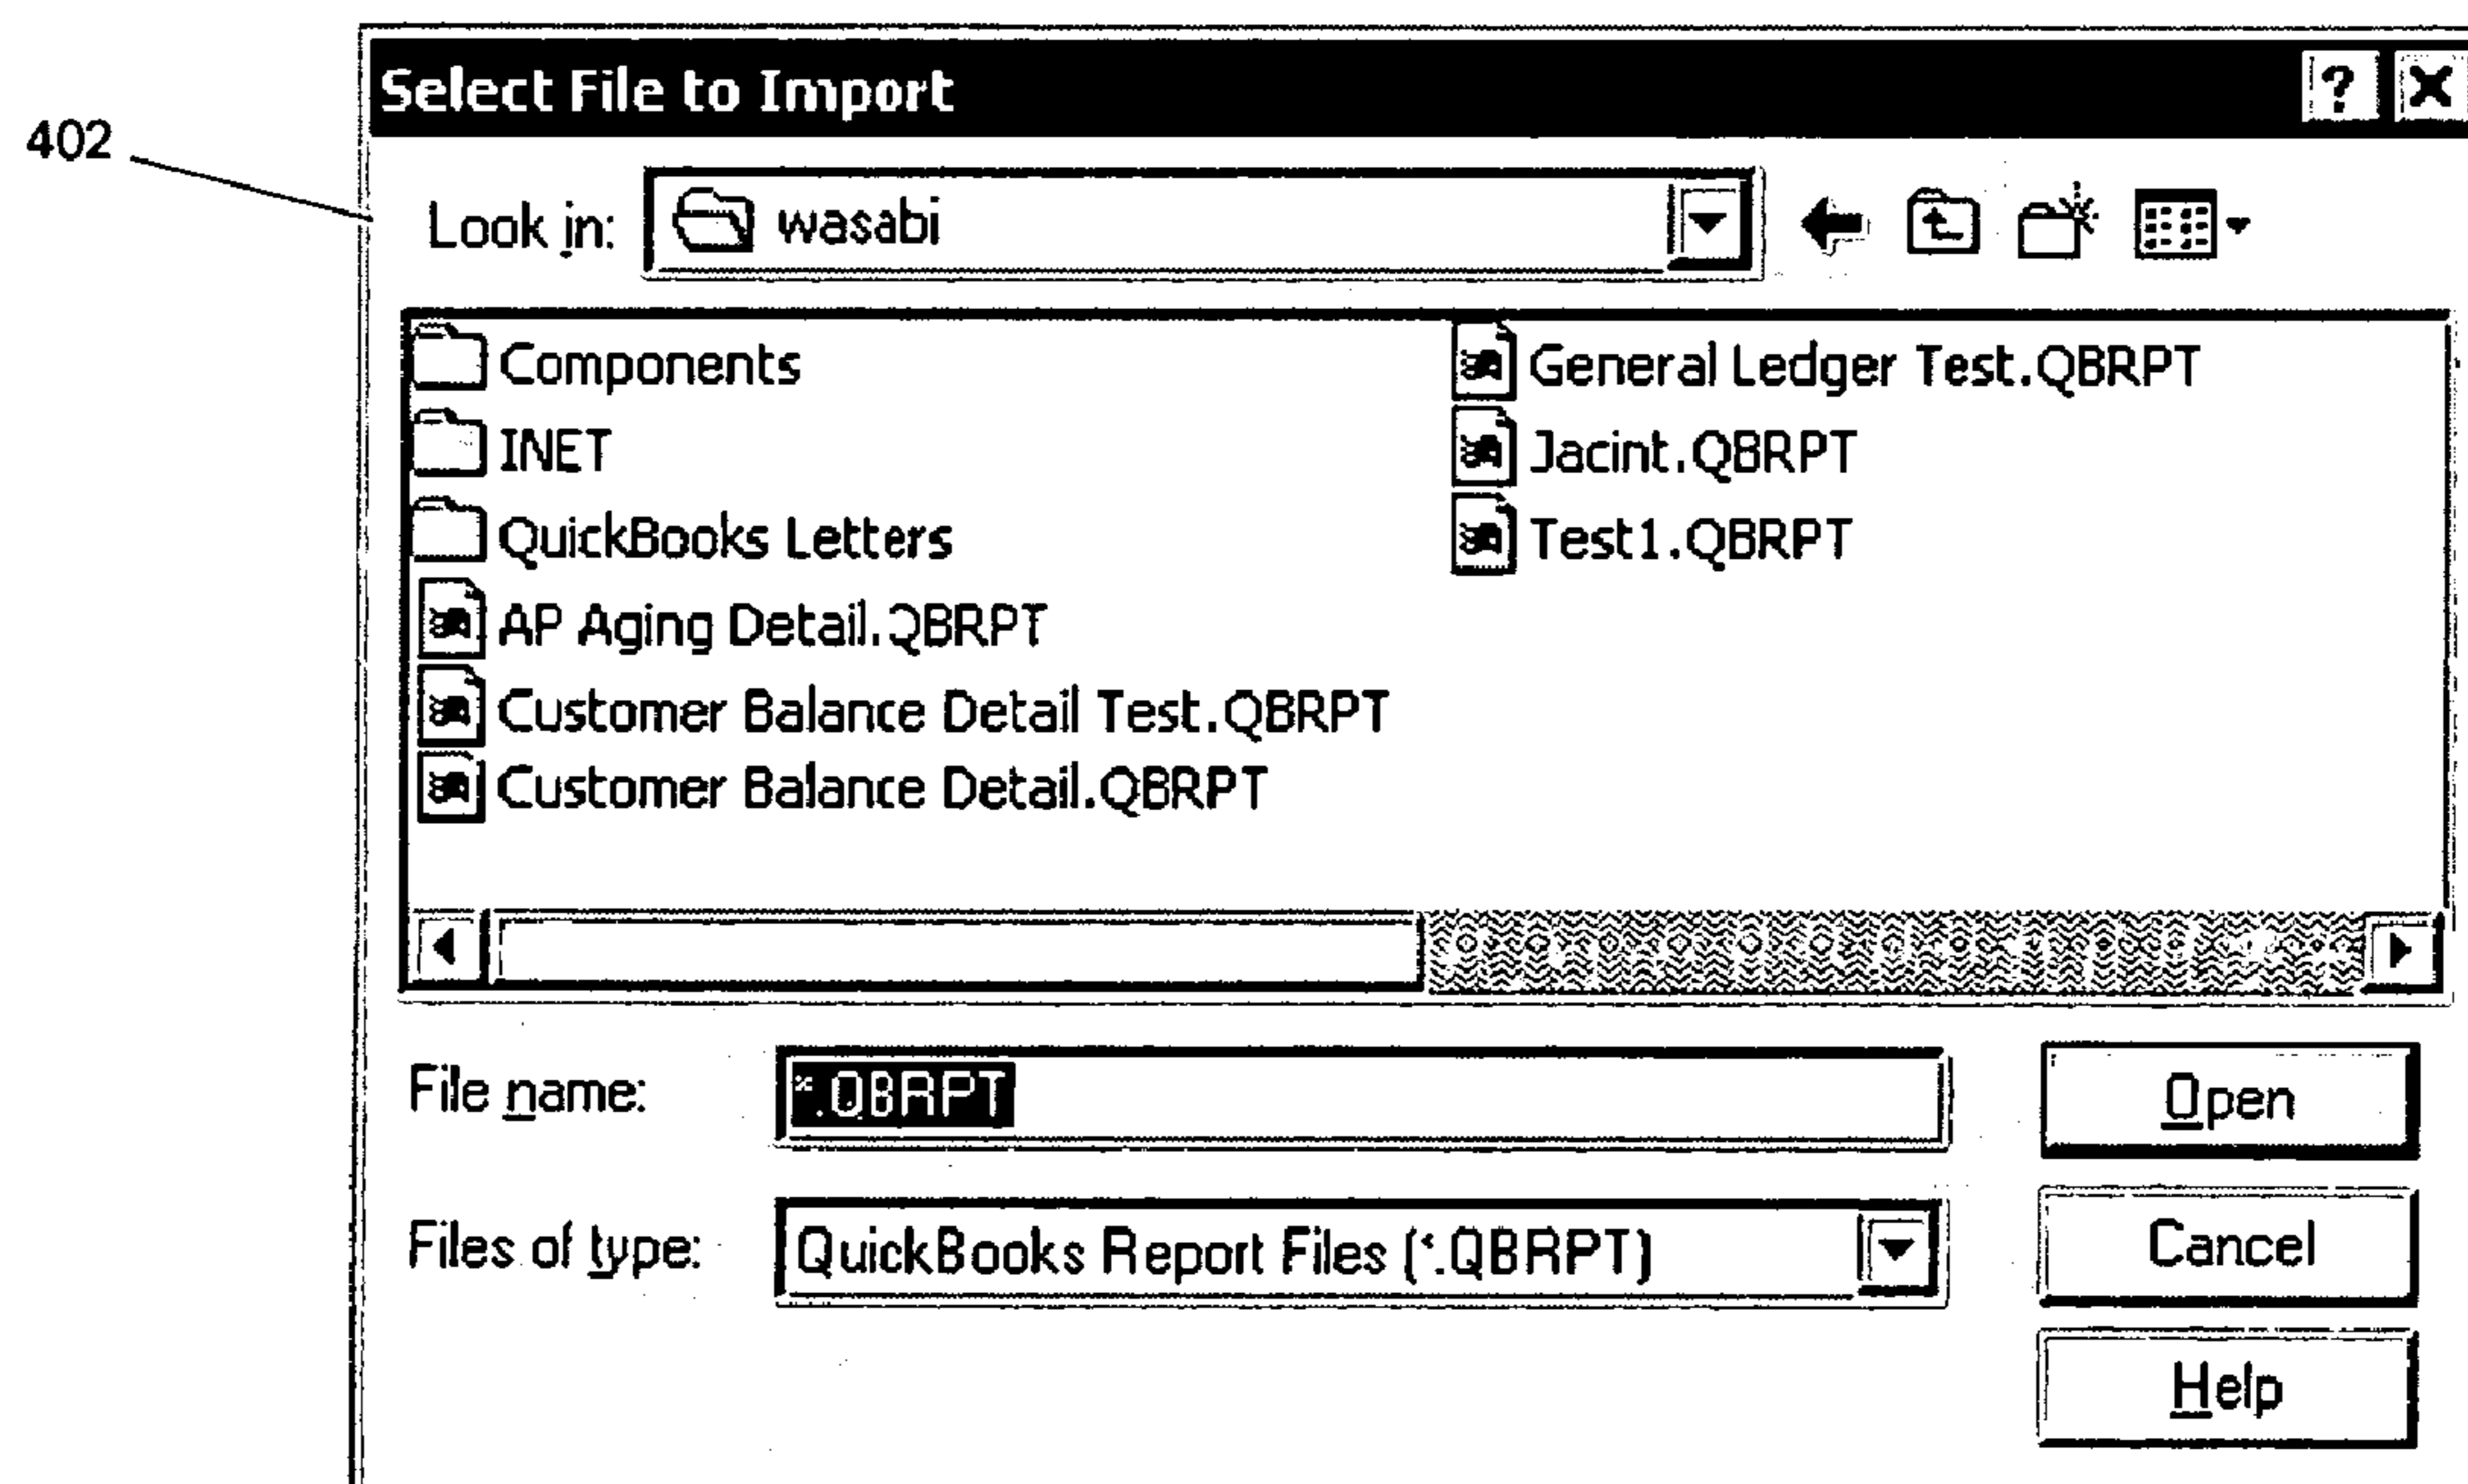 Select File to Import ? X
402
Look in: wasabi
Components
INET
QuickBooks Letters
AP Aging Detail.QBRPT
Customer Balance Detail Test.QBRPT
Customer Balance Detail.QBRPT
General Ledger Test.QBRPT
Jacint.QBRPT
Test1.QBRPT
File name: *.QBRPT Open
Files of type: QuickBooks Report Files (*.QBRPT) Cancel
Help